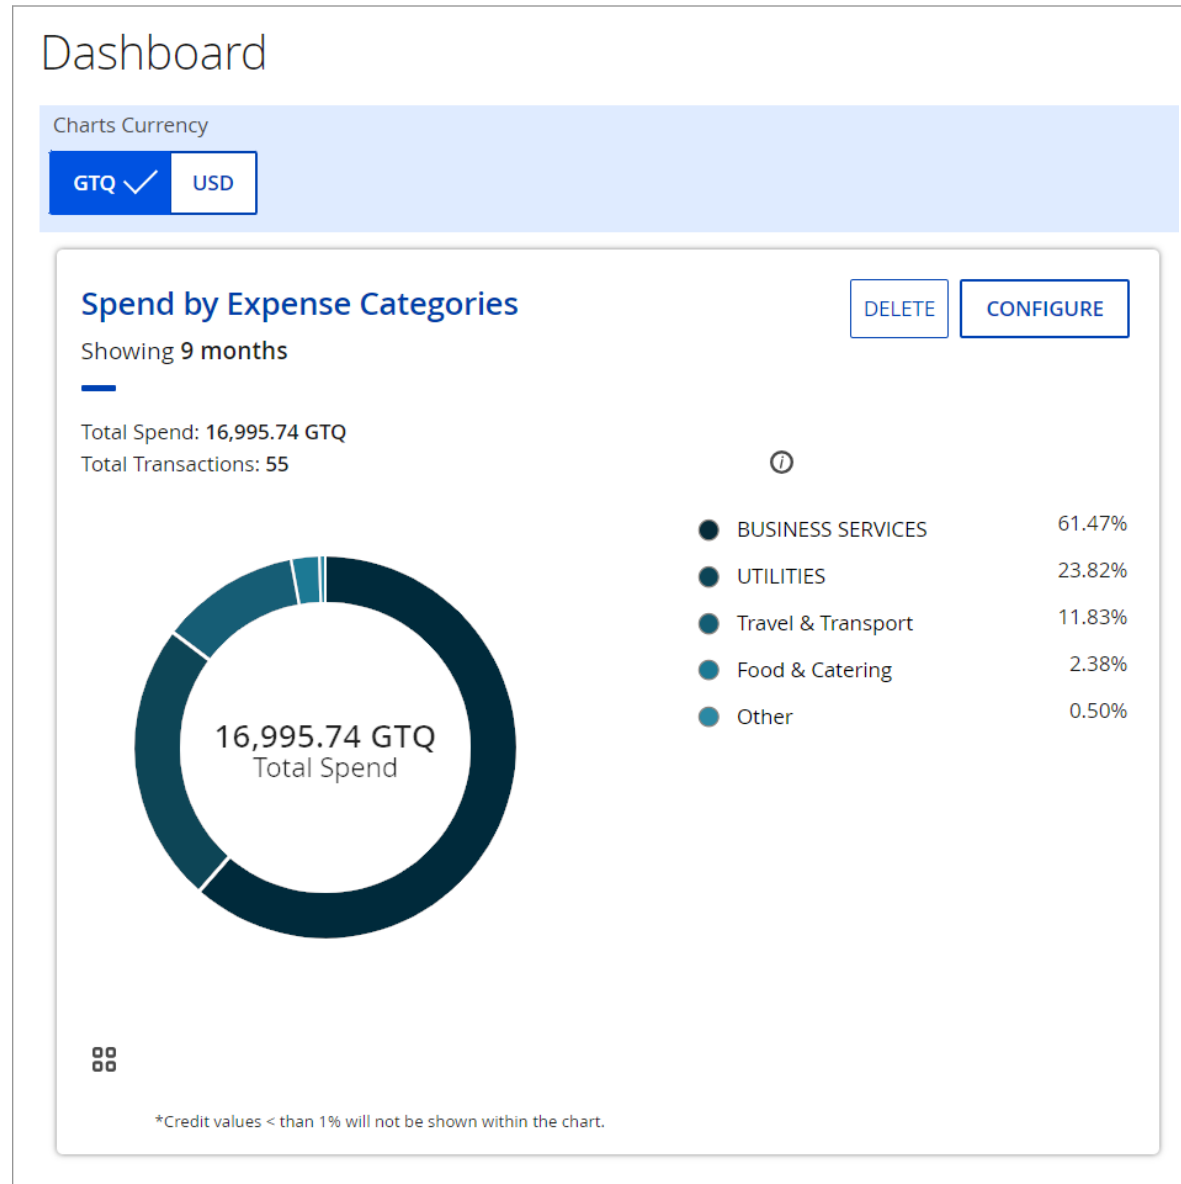 Dashboard
Charts Currency
GTQ USD
Spend by Expense Categories
DELETE CONFIGURE
Showing 9 months
Total Spend: 16,995.74 GTQ
Total Transactions: 55
BUSINESS SERVICES 61.47%
UTILITIES 23.82%
Travel & Transport 11.83%
Food & Catering 2.38%
Other 0.50%
16,995.74 GTQ
Total Spend
*Credit values < than 1% will not be shown within the chart.